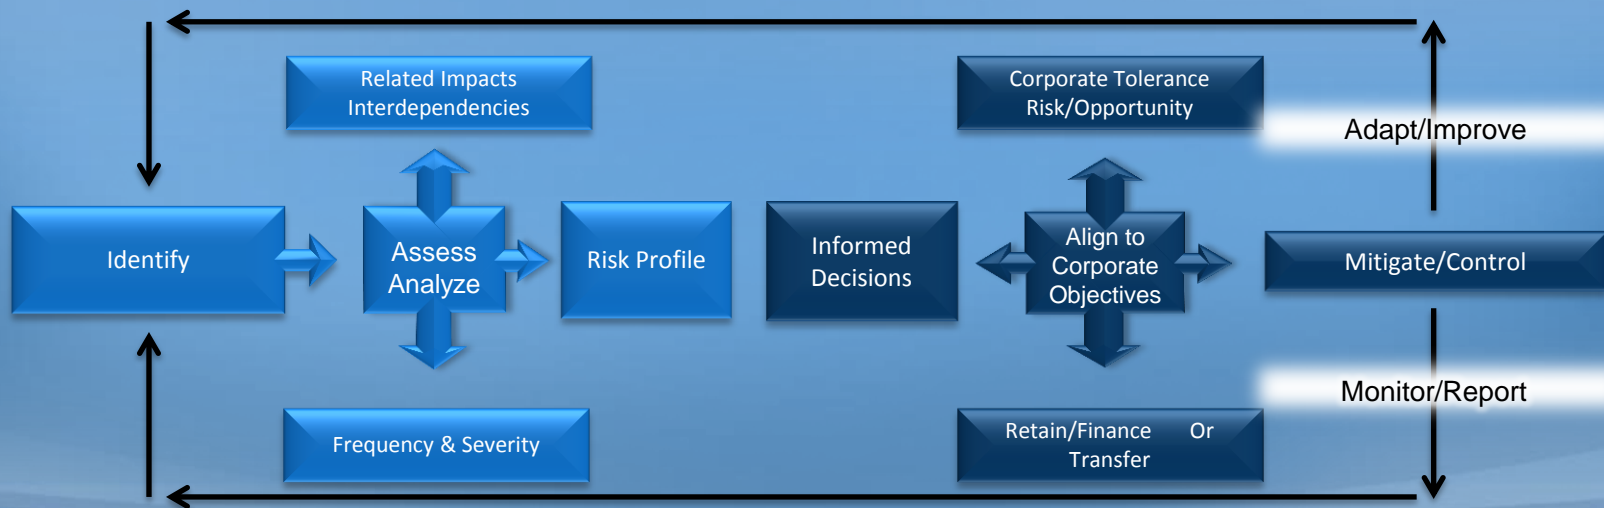 Related Impacts
Interdependencies
Corporate Tolerance
Risk/Opportunity
Adapt/Improve
Identify
Assess
Analyze
Risk Profile
Informed
Decisions
Align to
Corporate
Objectives
Mitigate/Control
Monitor/Report
Frequency & Severity
Retain/Finance Or
Transfer